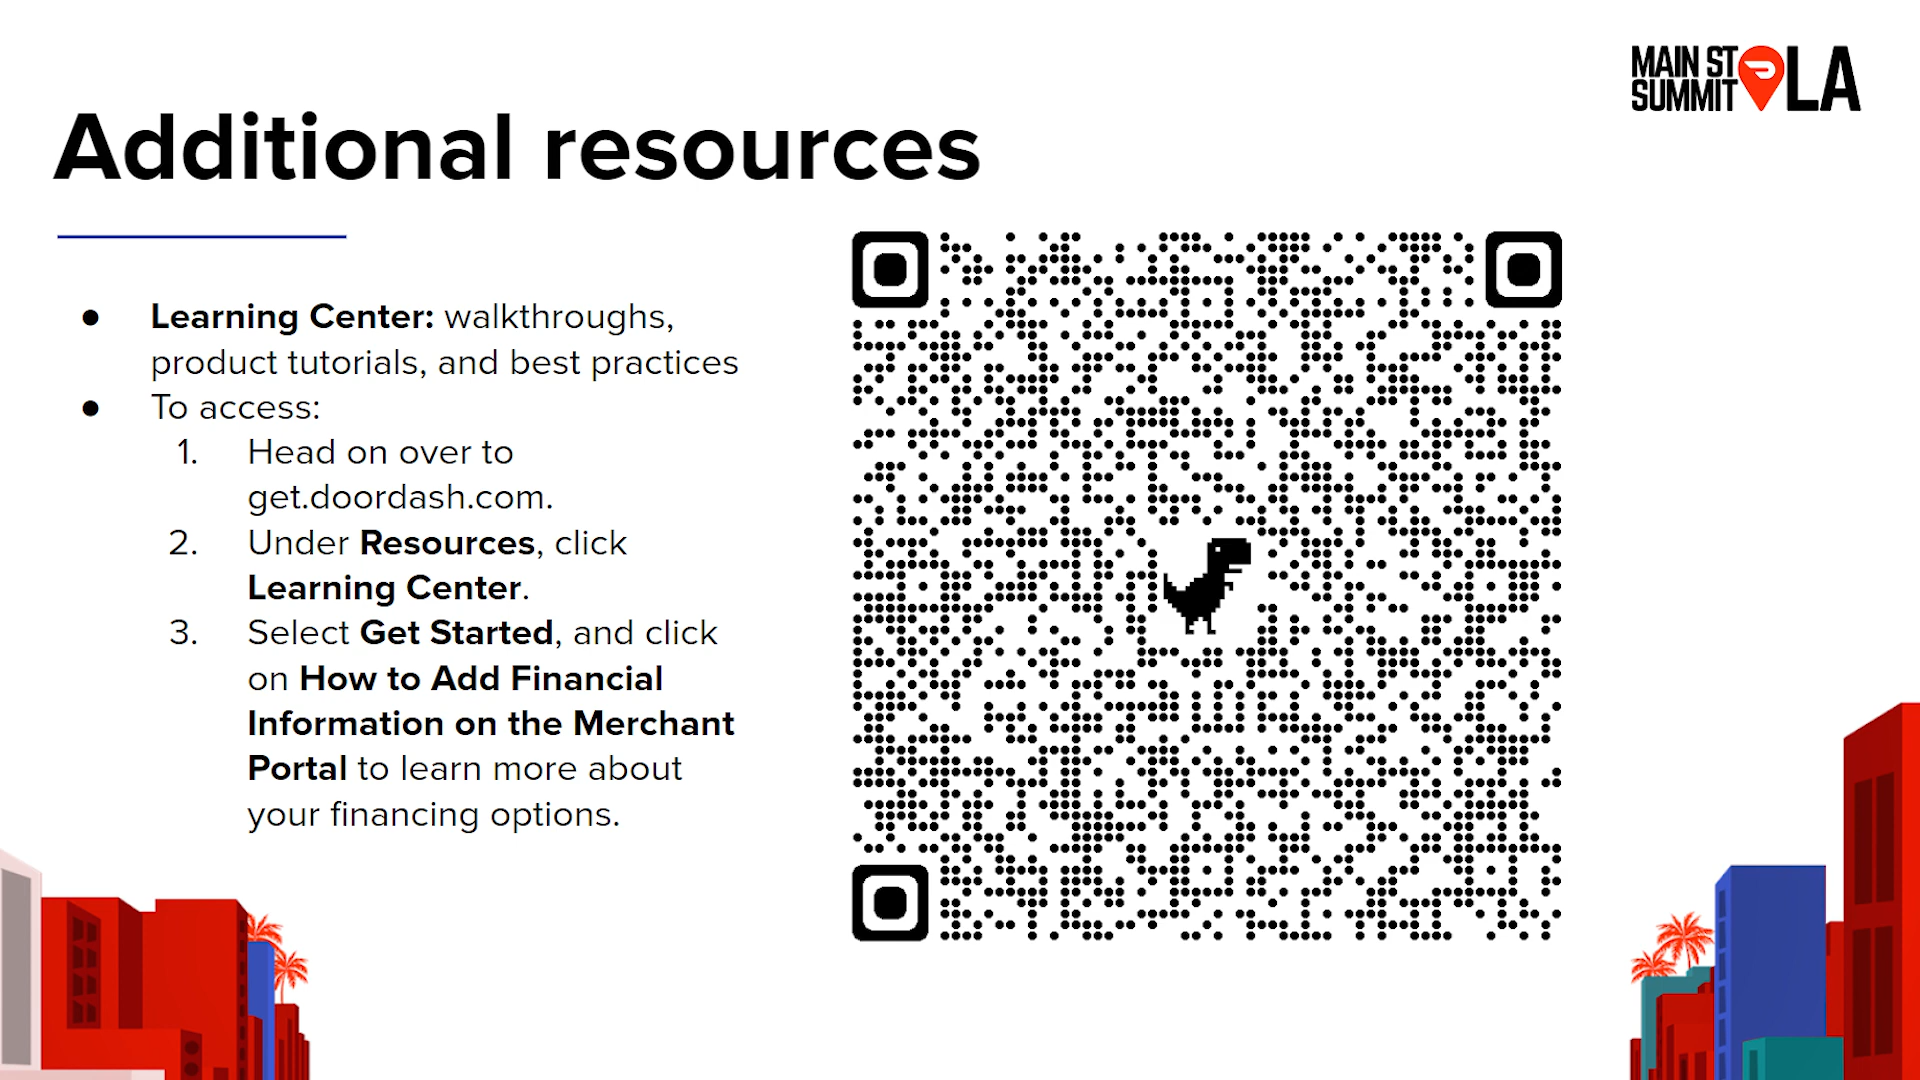 MAIN ST
SUMMIT
LA
Additional resources
● Learning Center: walkthroughs,
product tutorials, and best practices
● To access:
1. Head on over to
get.doordash.com.
2. Under Resources, click
Learning Center.
3. Select Get Started, and click
on How to Add Financial
Information on the Merchant
Portal to learn more about
your financing options.